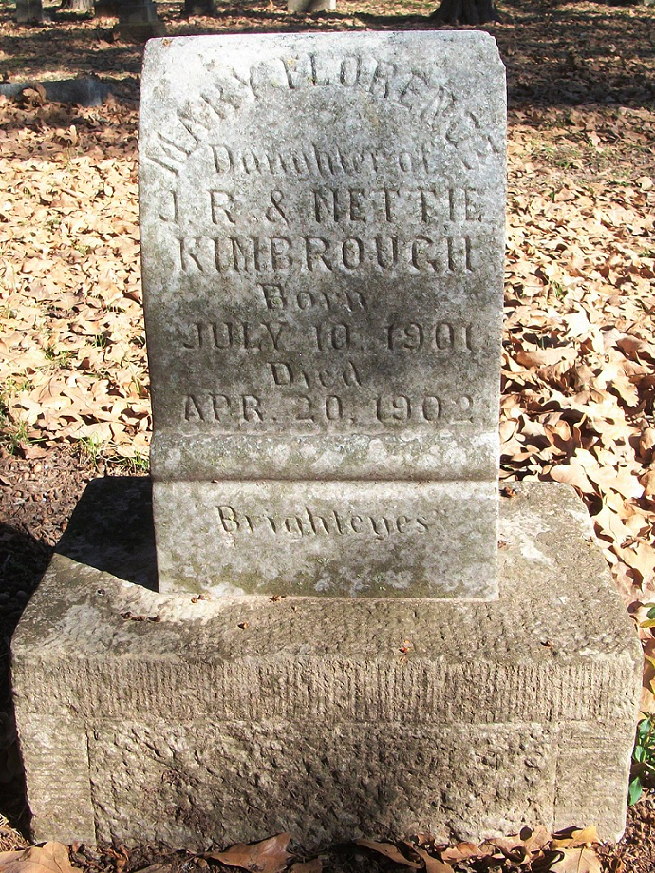 MARY FLORENCE
Daughter of
J. R. & NETTIE
KIMBROUGH
Born
JULY 10. 1901
Died
APR. 20. 1902
Brighteyes